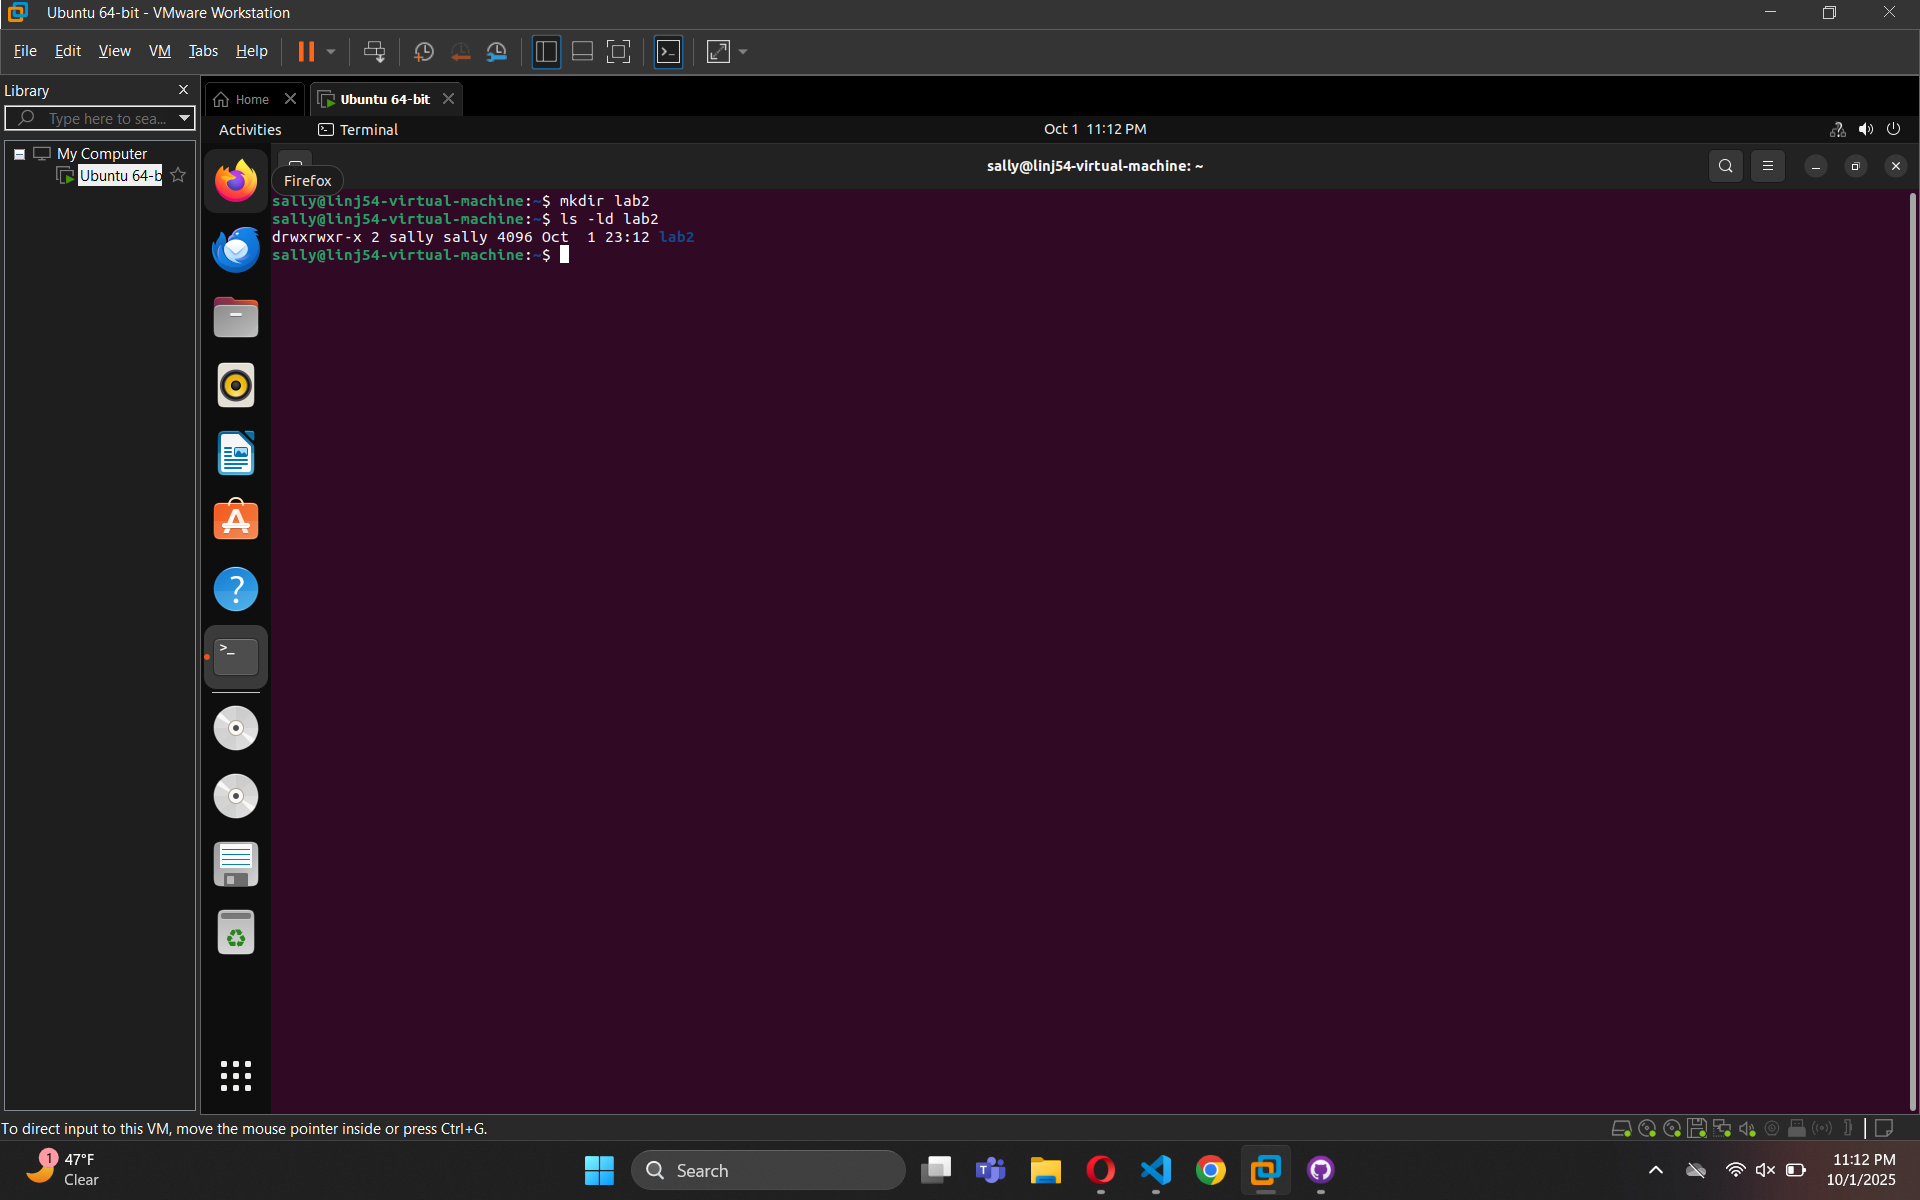 Ubuntu 64-bit - VMware Workstation
File Edit View VM Tabs Help
Library
Home
Ubuntu 64-bit
Type here to sea...
Activities
Terminal
Oct 1 11:12 PM
My Computer
Ubuntu 64-b
sally@linj54-virtual-machine: ~
Firefox
sally@linj54-virtual-machine:~$ mkdir lab2
sally@linj54-virtual-machine:~$ ls -ld lab2
drwxrwxr-x 2 sally sally 4096 Oct  1 23:12 lab2
sally@linj54-virtual-machine:~$
To direct input to this VM, move the mouse pointer inside or press Ctrl+G.
1
47°F
Clear
Search
11:12 PM
10/1/2025